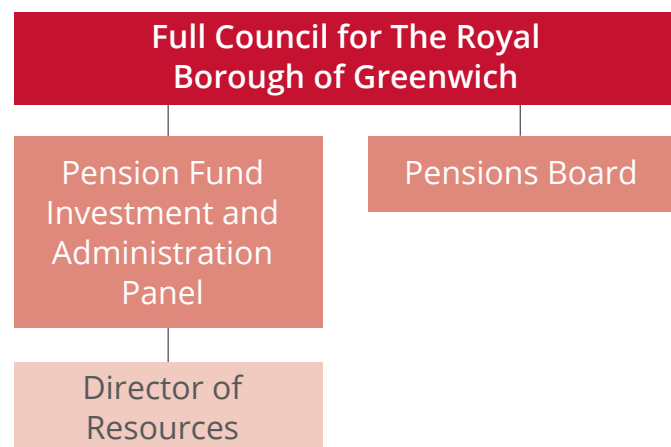 Full Council for The Royal
Borough of Greenwich
Pension Fund
Investment and
Administration
Panel
Pensions Board
Director of
Resources